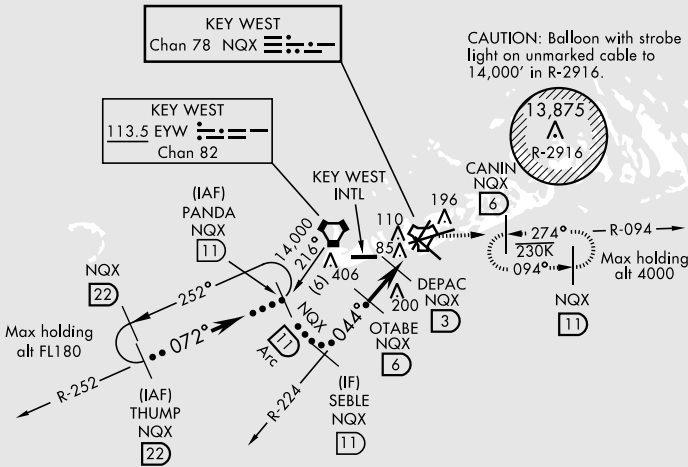 KEY WEST
Chan 78 NQX
CAUTION: Balloon with strobe
light on unmarked cable to
14,000' in R-2916.
KEY WEST
113.5 EYW
Chan 82
13,875
R-2916
KEY WEST
INTL
CANIN
NQX
6
(IAF)
PANDA
NQX
11
14,000
216°
(6)
406
110
196
85
200
274°
230K
094°
R-094
Max holding
alt 4000
NQX
11
DEPAC
NQX
3
OTABE
NQX
6
NQX
22
252°
072°
Max holding
alt FL180
R-252
(IAF)
THUMP
NQX
22
NQX
11
Arc
044°
R-224
(IF)
SEBLE
NQX
11